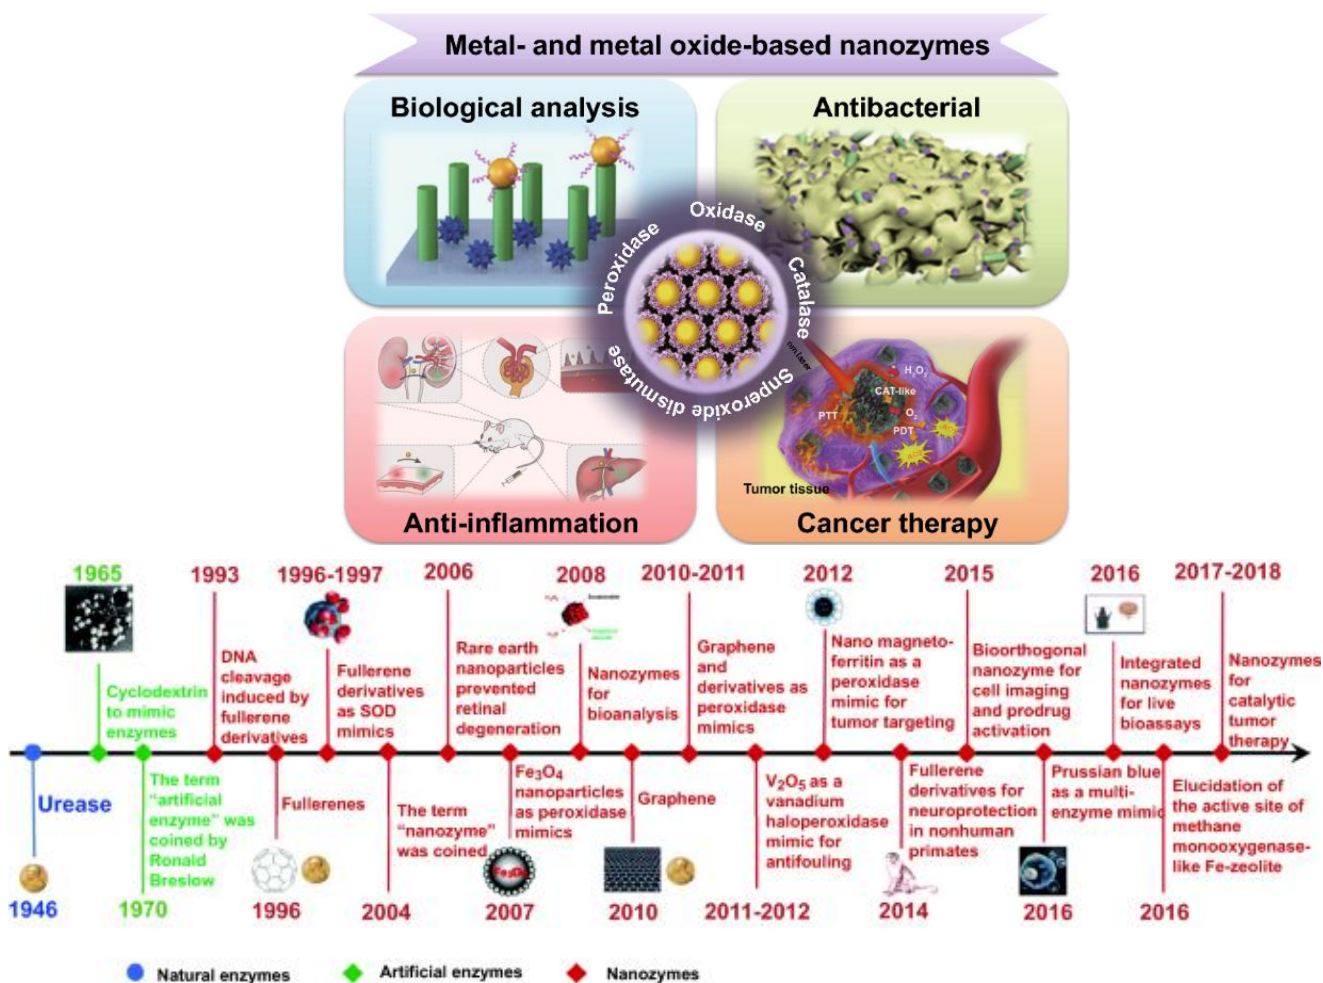 Metal- and metal oxide-based nanozymes
Biological analysis
Antibacterial
Peroxidase
Oxidase
Catalase
Snperoxide dismutase
H2O2
CAT-like
O2
PTT
PDT
Tumor tissue
Anti-inflammation
Cancer therapy
1965
1993
1996-1997
2006
2008
2010-2011
2012
2015
2016
2017-2018
Cyclodextrin
to mimic
enzymes
DNA
cleavage
induced by
fullerene
derivatives
Fullerene
derivatives
as SOD
mimics
Rare earth
nanoparticles
prevented
retinal
degeneration
Nanozymes
for
bioanalysis
Graphene
and
derivatives as
peroxidase
mimics
Nano magneto-
ferritin as a
peroxidase
mimic for
tumor targeting
Bioorthogonal
nanozyme for
cell imaging
and prodrug
activation
Integrated
nanozymes
for live
bioassays
Nanozymes
for
catalytic
tumor
therapy
Urease
The term
"artificial
enzyme" was
coined by
Ronald
Breslow
Fullerenes
The term
"nanozyme"
was coined
Fe3O4
nanoparticles
as peroxidase
mimics
Fe3O4
Graphene
V2O5 as a
vanadium
haloperoxidase
mimic for
antifouling
Fullerene
derivatives for
neuroprotection
in nonhuman
primates
Prussian blue
as a multi-
enzyme mimic
Elucidation of
the active site of
methane
monooxygenase-
like Fe-zeolite
1946
1970
1996
2004
2007
2010
2011-2012
2014
2016
2016
Natural enzymes
Artificial enzymes
Nanozymes